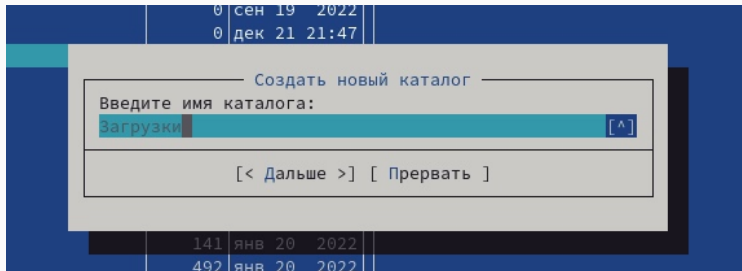 0 сен 19 2022
0 дек 21 21:47
Создать новый каталог
Введите имя каталога:
Загрузки [^]
[< Дальше >] [ Прервать ]
141 янв 20 2022
492 янв 20 2022